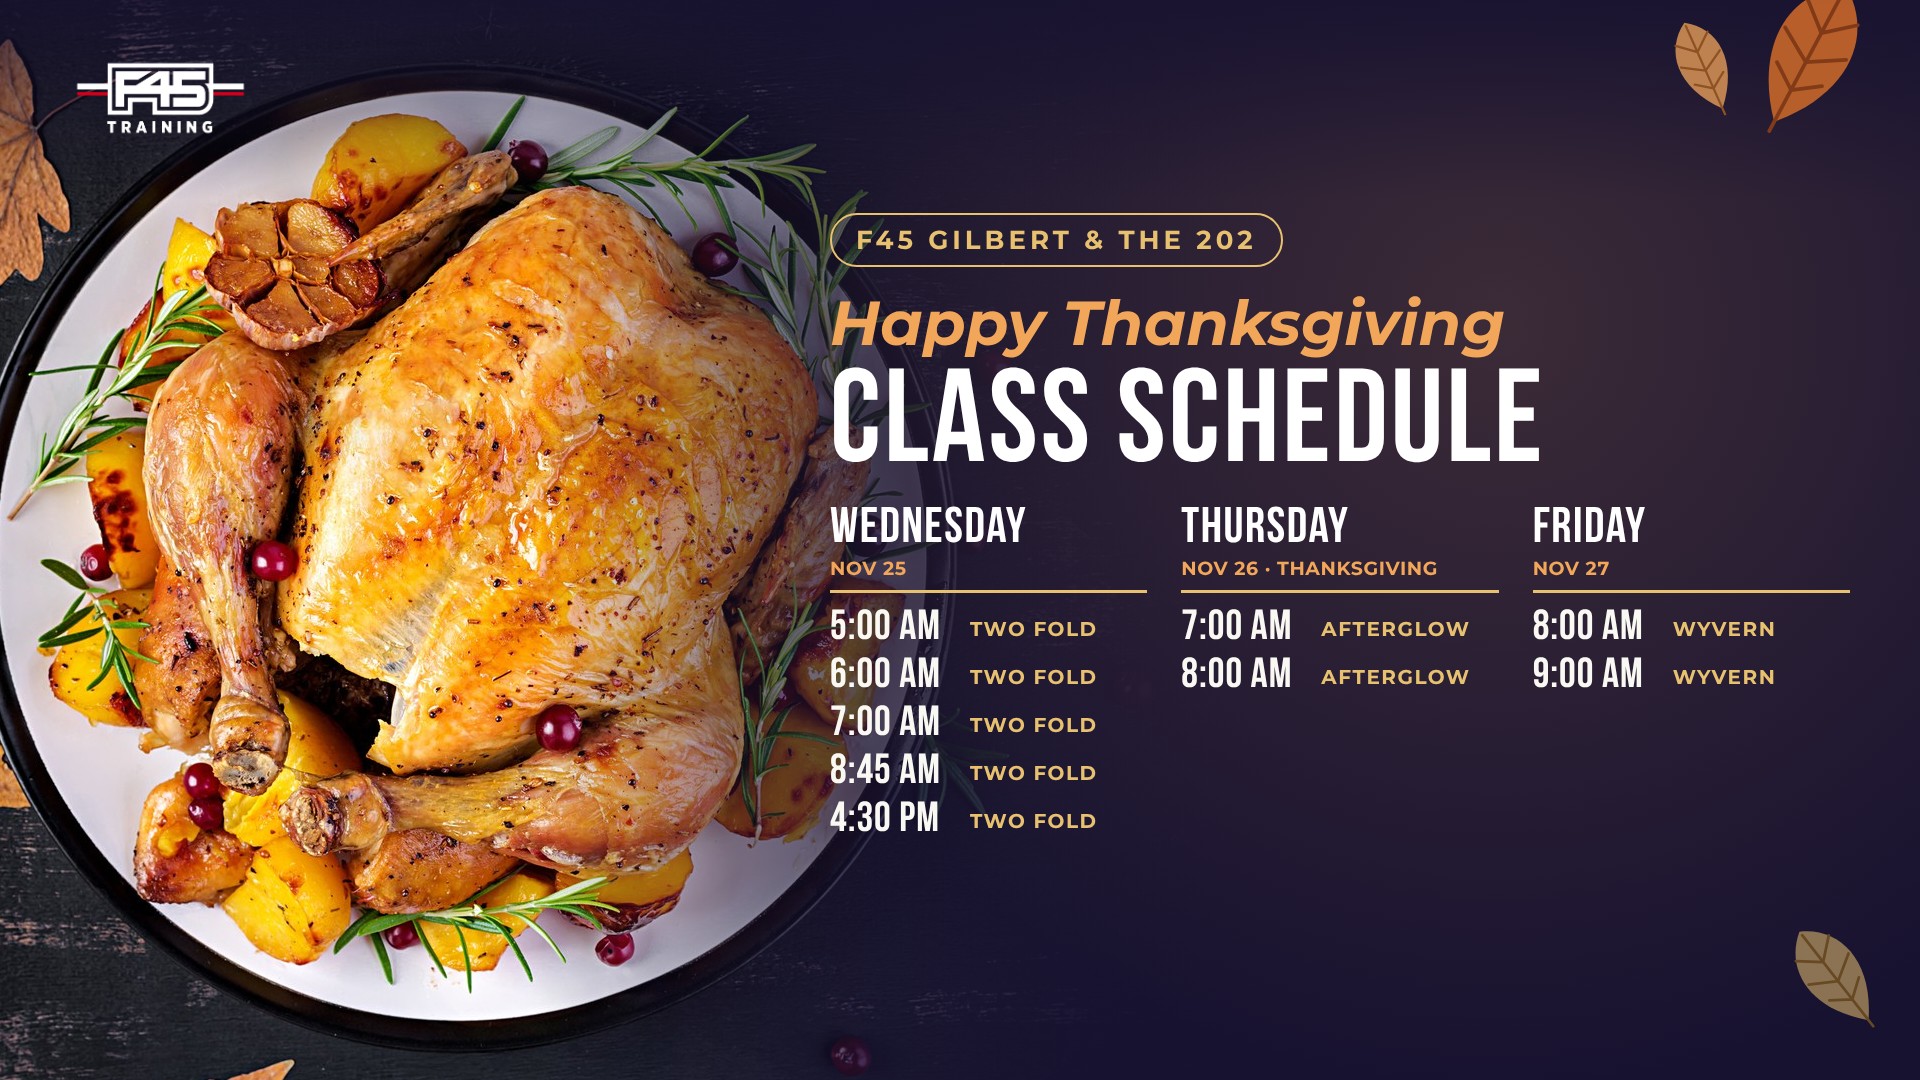 F45
TRAINING
F45 GILBERT & THE 202
Happy Thanksgiving
CLASS SCHEDULE
WEDNESDAY
NOV 25
5:00 AM TWO FOLD
6:00 AM TWO FOLD
7:00 AM TWO FOLD
8:45 AM TWO FOLD
4:30 PM TWO FOLD
THURSDAY
NOV 26 · THANKSGIVING
7:00 AM AFTERGLOW
8:00 AM AFTERGLOW
FRIDAY
NOV 27
8:00 AM WYVERN
9:00 AM WYVERN